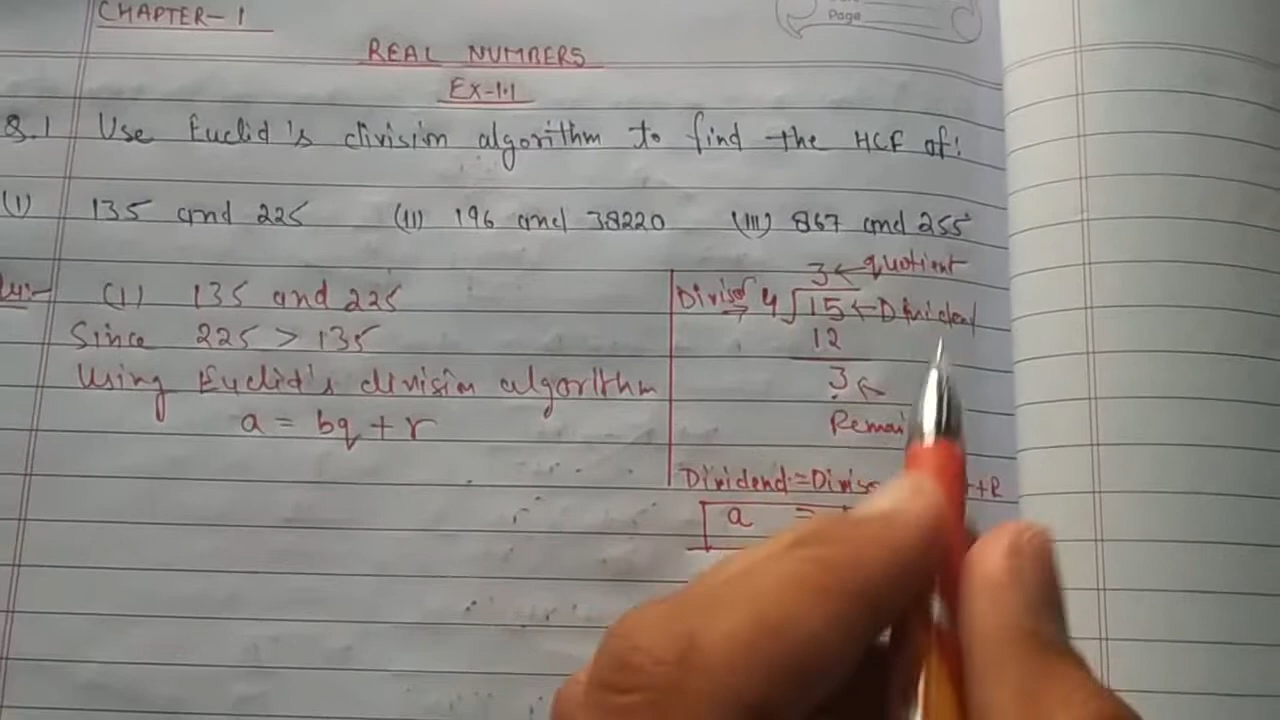 CHAPTER-1
Page
REAL NUMBERS
EX-1.1
Q.1 Use Euclid's division algorithm to find the HCF of:
(I) 135 and 225 (II) 196 and 38220 (III) 867 and 255
(I) 135 and 225
Since 225 > 135
Using Euclid's division algorithm
a = bq + r
3 ← quotient
Divisor ⇒ 4 √15 ← Dividend
12
3 ←
Dividend = +R
a =